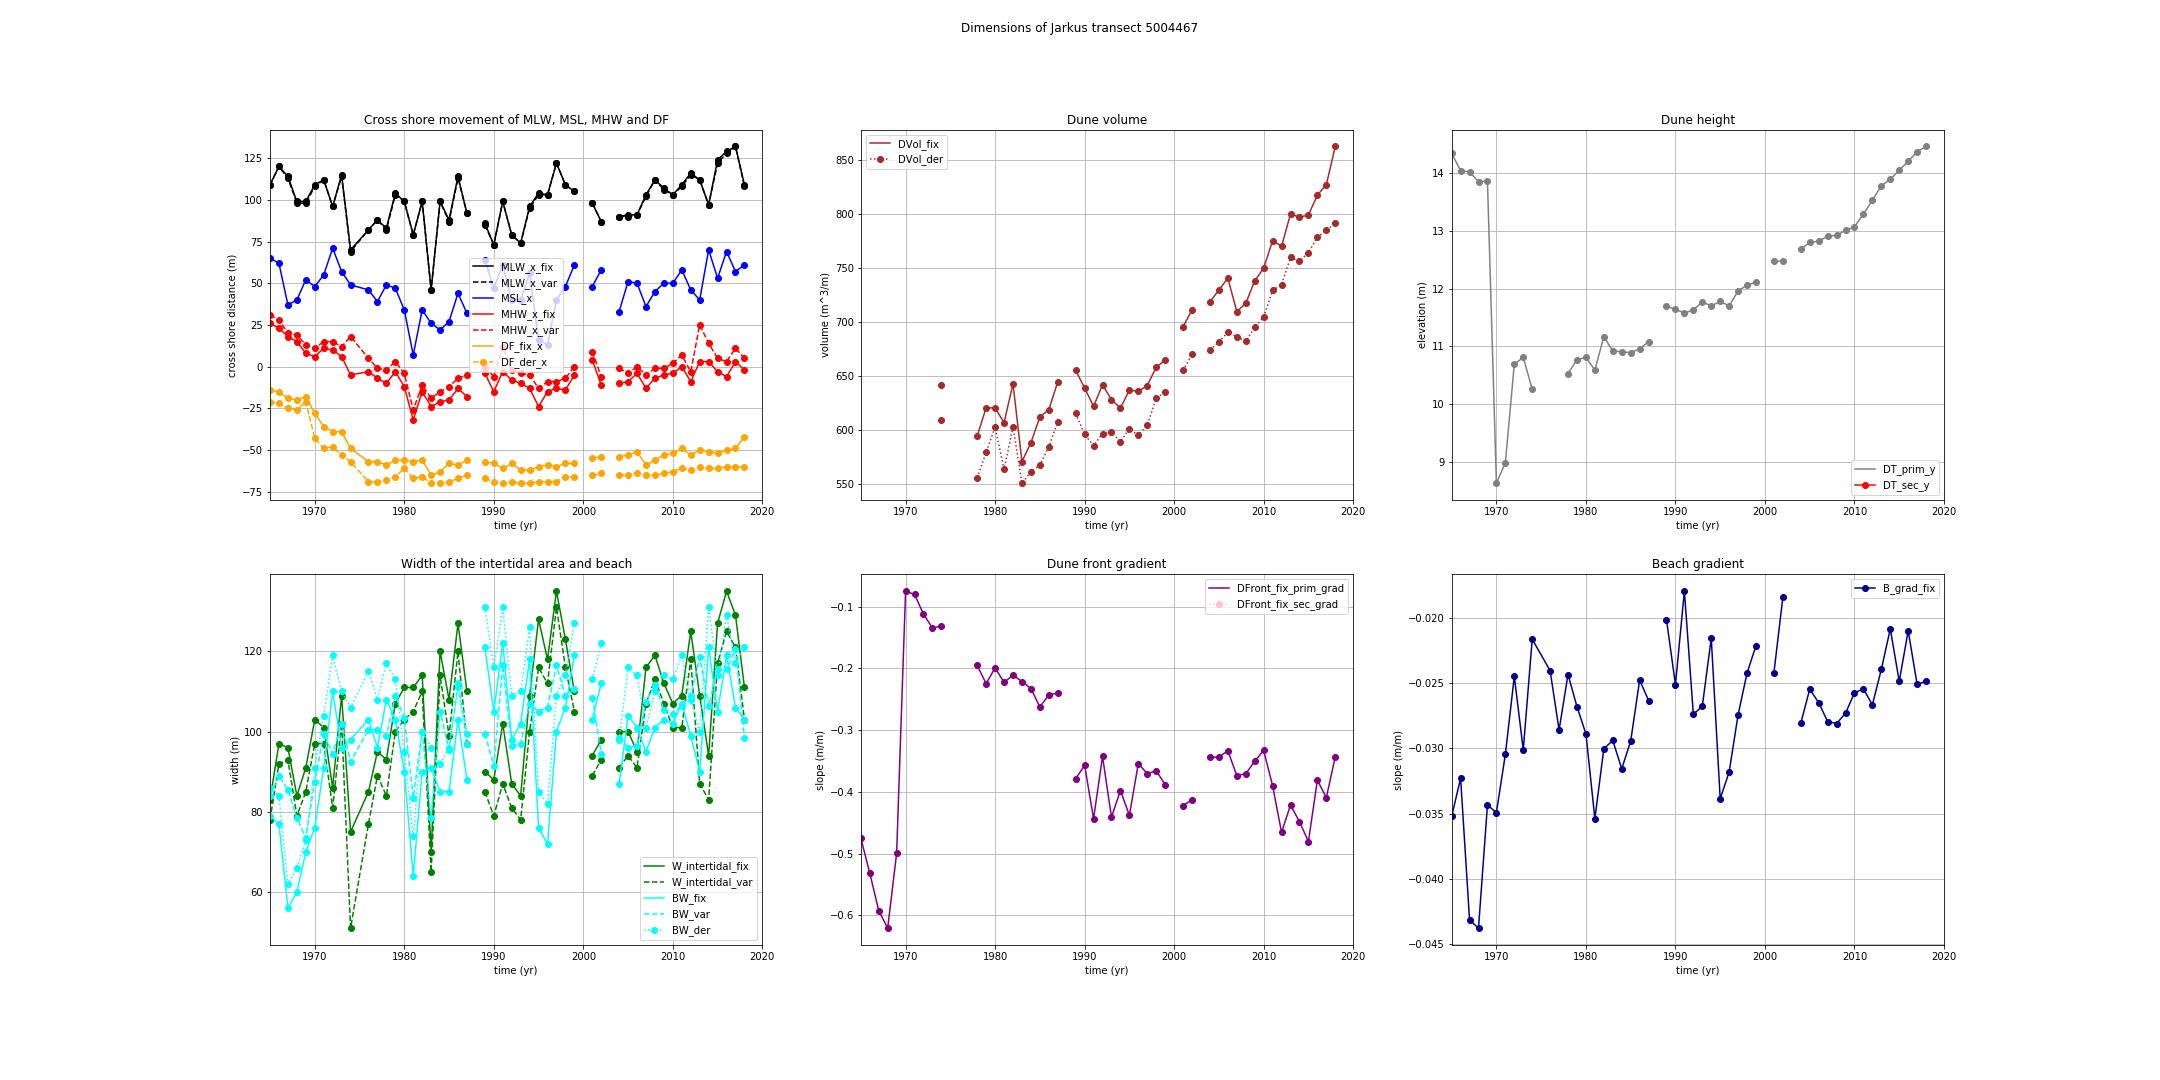 Dimensions of Jarkus transect 5004467
Cross shore movement of MLW, MSL, MHW and DF
cross shore distance (m)
125
100
75
50
25
0
−25
−50
−75
MLW_x_fix
MLW_x_var
MSL_x
MHW_x_fix
MHW_x_var
DF_fix_x
DF_der_x
1970 1980 1990 2000 2010 2020
time (yr)
Dune volume
volume (m^3/m)
850
800
750
700
650
600
550
DVol_fix
DVol_der
1970 1980 1990 2000 2010 2020
time (yr)
Dune height
elevation (m)
14
13
12
11
10
9
DT_prim_y
DT_sec_y
1970 1980 1990 2000 2010 2020
time (yr)
Width of the intertidal area and beach
width (m)
120
100
80
60
W_intertidal_fix
W_intertidal_var
BW_fix
BW_var
BW_der
1970 1980 1990 2000 2010 2020
time (yr)
Dune front gradient
slope (m/m)
−0.1
−0.2
−0.3
−0.4
−0.5
−0.6
DFront_fix_prim_grad
DFront_fix_sec_grad
1970 1980 1990 2000 2010 2020
time (yr)
Beach gradient
slope (m/m)
−0.020
−0.025
−0.030
−0.035
−0.040
−0.045
B_grad_fix
1970 1980 1990 2000 2010 2020
time (yr)